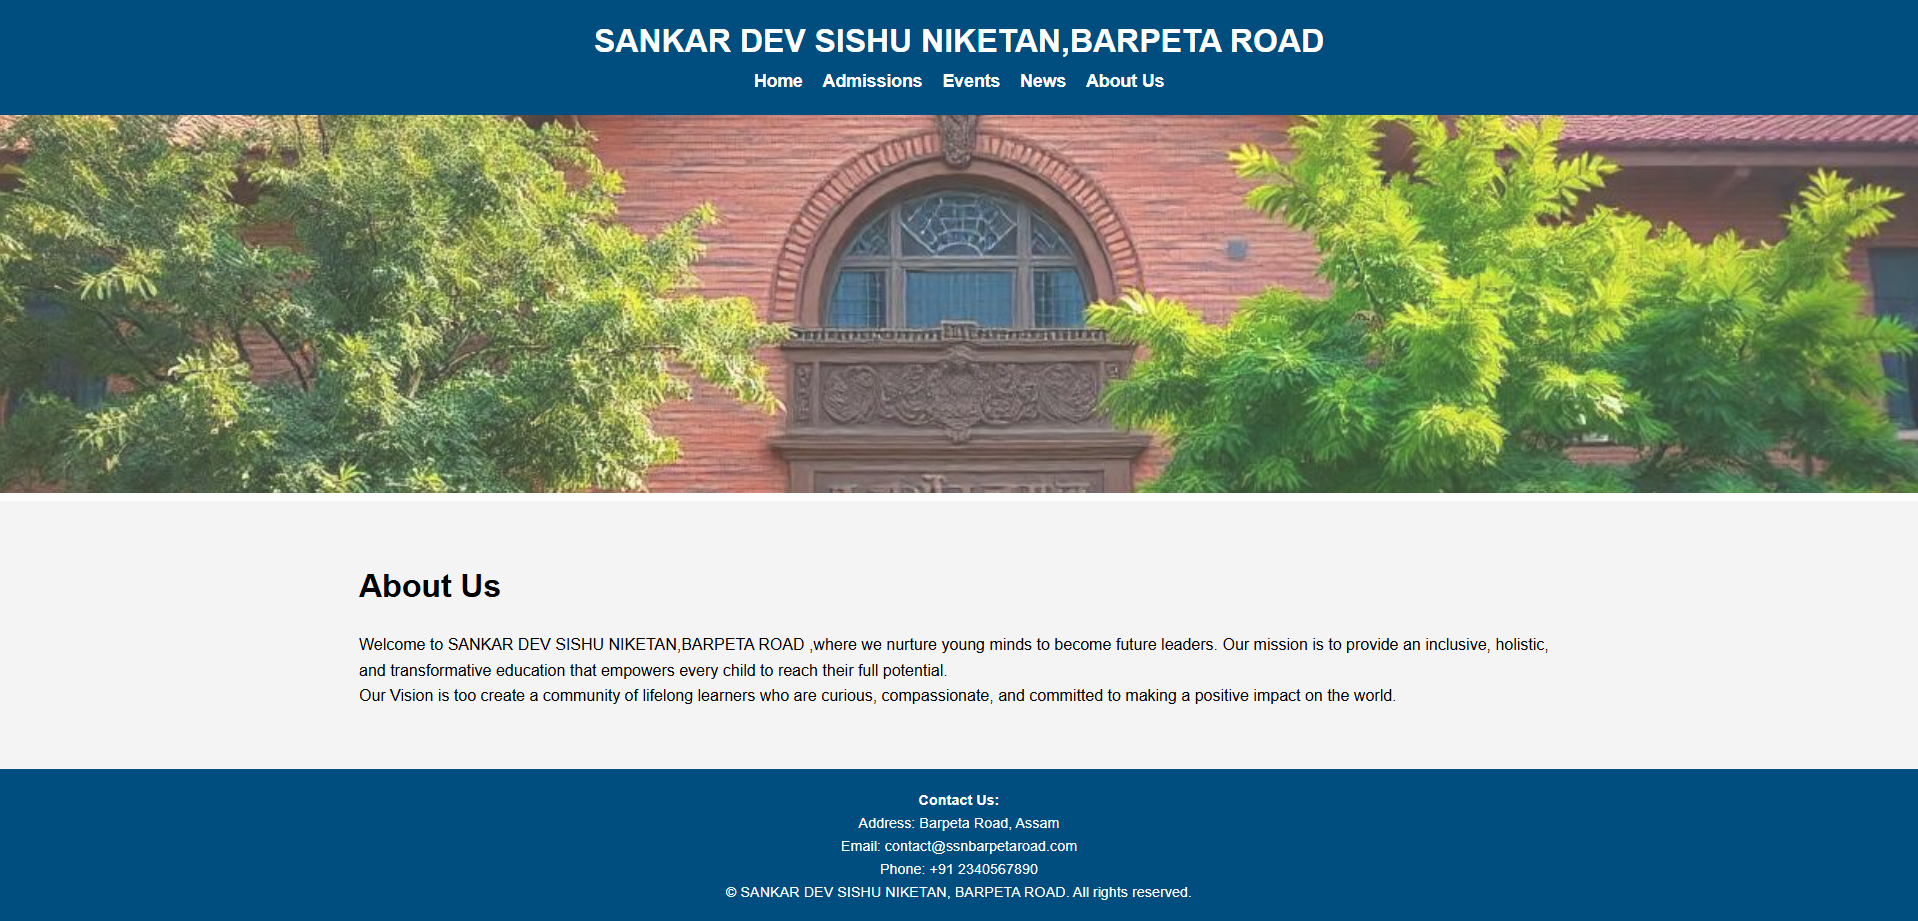 SANKAR DEV SISHU NIKETAN,BARPETA ROAD
Home Admissions Events News About Us
About Us
Welcome to SANKAR DEV SISHU NIKETAN,BARPETA ROAD ,where we nurture young minds to become future leaders. Our mission is to provide an inclusive, holistic,
and transformative education that empowers every child to reach their full potential.
Our Vision is too create a community of lifelong learners who are curious, compassionate, and committed to making a positive impact on the world.
Contact Us:
Address: Barpeta Road, Assam
Email: contact@ssnbarpetaroad.com
Phone: +91 2340567890
© SANKAR DEV SISHU NIKETAN, BARPETA ROAD. All rights reserved.